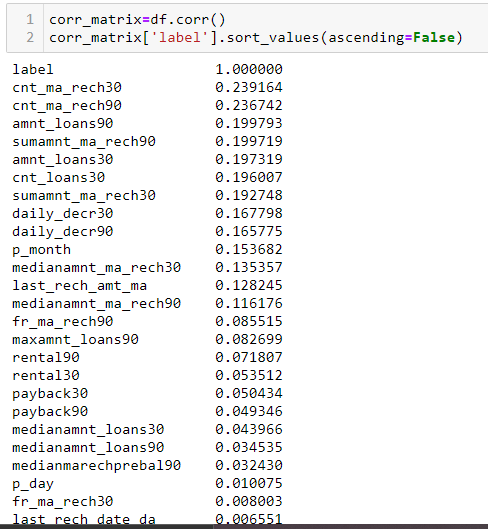 1 corr_matrix=df.corr()
2 corr_matrix['label'].sort_values(ascending=False)
label 1.000000
cnt_ma_rech30 0.239164
cnt_ma_rech90 0.236742
amnt_loans90 0.199793
sumamnt_ma_rech90 0.199719
amnt_loans30 0.197319
cnt_loans30 0.196007
sumamnt_ma_rech30 0.192748
daily_decr30 0.167798
daily_decr90 0.165775
p_month 0.153682
medianamnt_ma_rech30 0.135357
last_rech_amt_ma 0.128245
medianamnt_ma_rech90 0.116176
fr_ma_rech90 0.085515
maxamnt_loans90 0.082699
rental90 0.071807
rental30 0.053512
payback30 0.050434
payback90 0.049346
medianamnt_loans30 0.043966
medianamnt_loans90 0.034535
medianmarechprebal90 0.032430
p_day 0.010075
fr_ma_rech30 0.008003
last_rech_date_da 0.006551